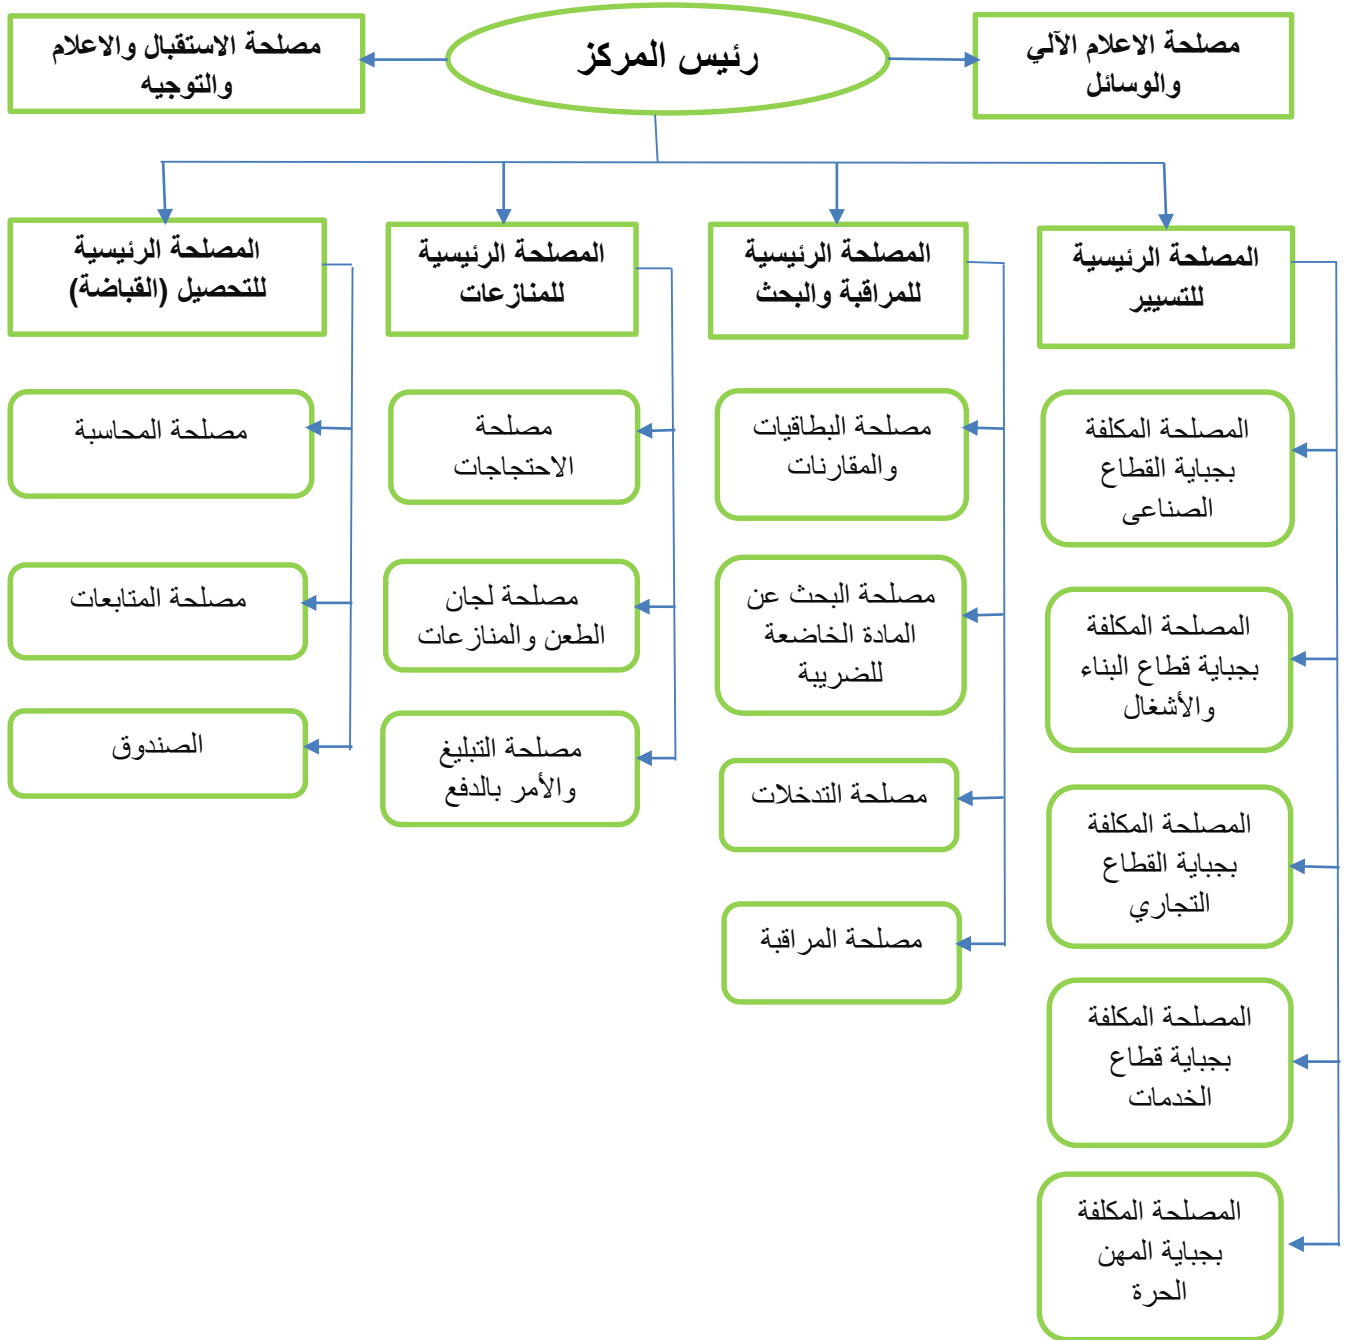 مصلحة الاعلام الآلي
والوسائل
رئيس المركز
مصلحة الاستقبال والاعلام
والتوجيه
المصلحة الرئيسية
للتسيير
المصلحة الرئيسية
للمراقبة والبحث
المصلحة الرئيسية
للمنازعات
المصلحة الرئيسية
للتحصيل (القباضة)
المصلحة المكلفة
بجباية القطاع
الصناعى
المصلحة المكلفة
بجباية قطاع البناء
والأشغال
المصلحة المكلفة
بجباية القطاع
التجاري
المصلحة المكلفة
بجباية قطاع
الخدمات
المصلحة المكلفة
بجباية المهن
الحرة
مصلحة البطاقيات
والمقارنات
مصلحة البحث عن
المادة الخاضعة
للضريبة
مصلحة التدخلات
مصلحة المراقبة
مصلحة
الاحتجاجات
مصلحة لجان
الطعن والمنازعات
مصلحة التبليغ
والأمر بالدفع
مصلحة المحاسبة
مصلحة المتابعات
الصندوق